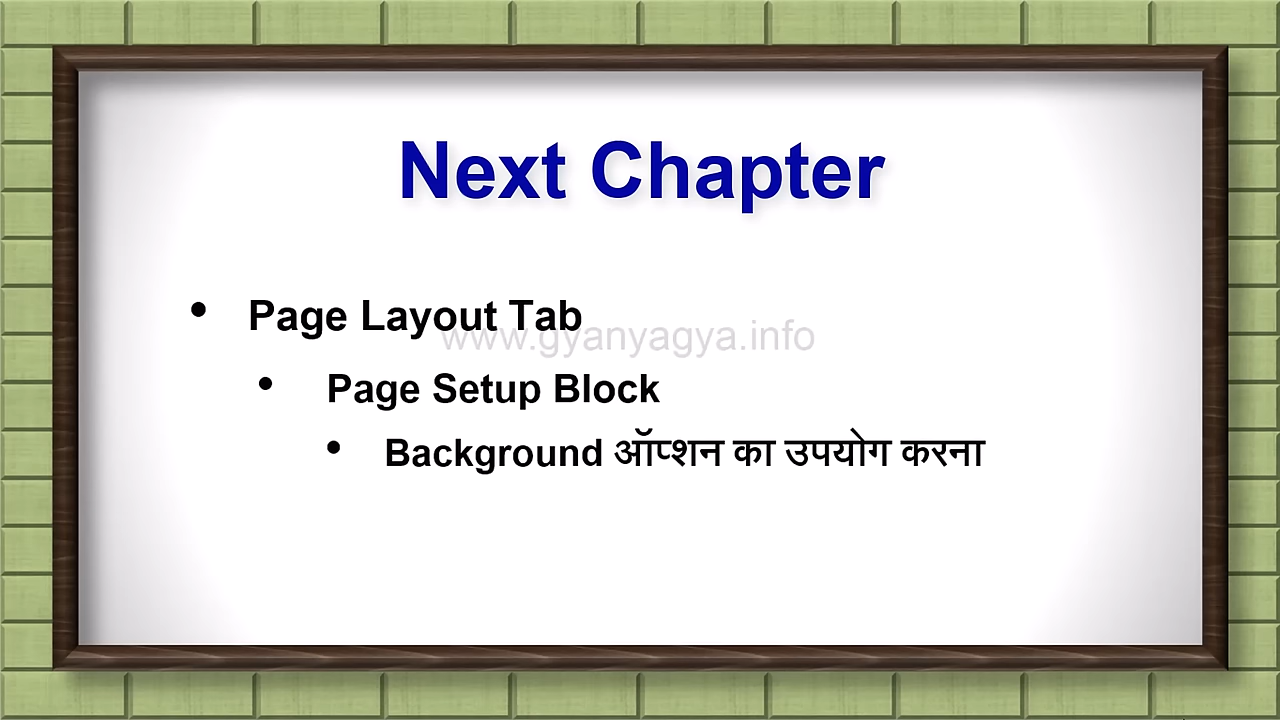 Next Chapter
• Page Layout Tab
www.gyanyagya.info
• Page Setup Block
• Background ऑप्शन का उपयोग करना